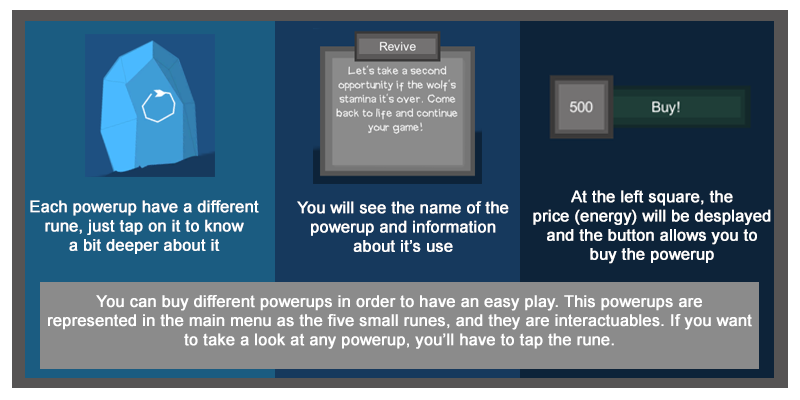 Revive
Let's take a second
opportunity if the wolf's
stamina it's over. Come
back to life and continue
your game!
500
Buy!
Each powerup have a different
rune, just tap on it to know
a bit deeper about it
You will see the name of the
powerup and information
about it's use
At the left square, the
price (energy) will be desplayed
and the button allows you to
buy the powerup
You can buy different powerups in order to have an easy play. This powerups are
represented in the main menu as the five small runes, and they are interactuables. If you want
to take a look at any powerup, you'll have to tap the rune.